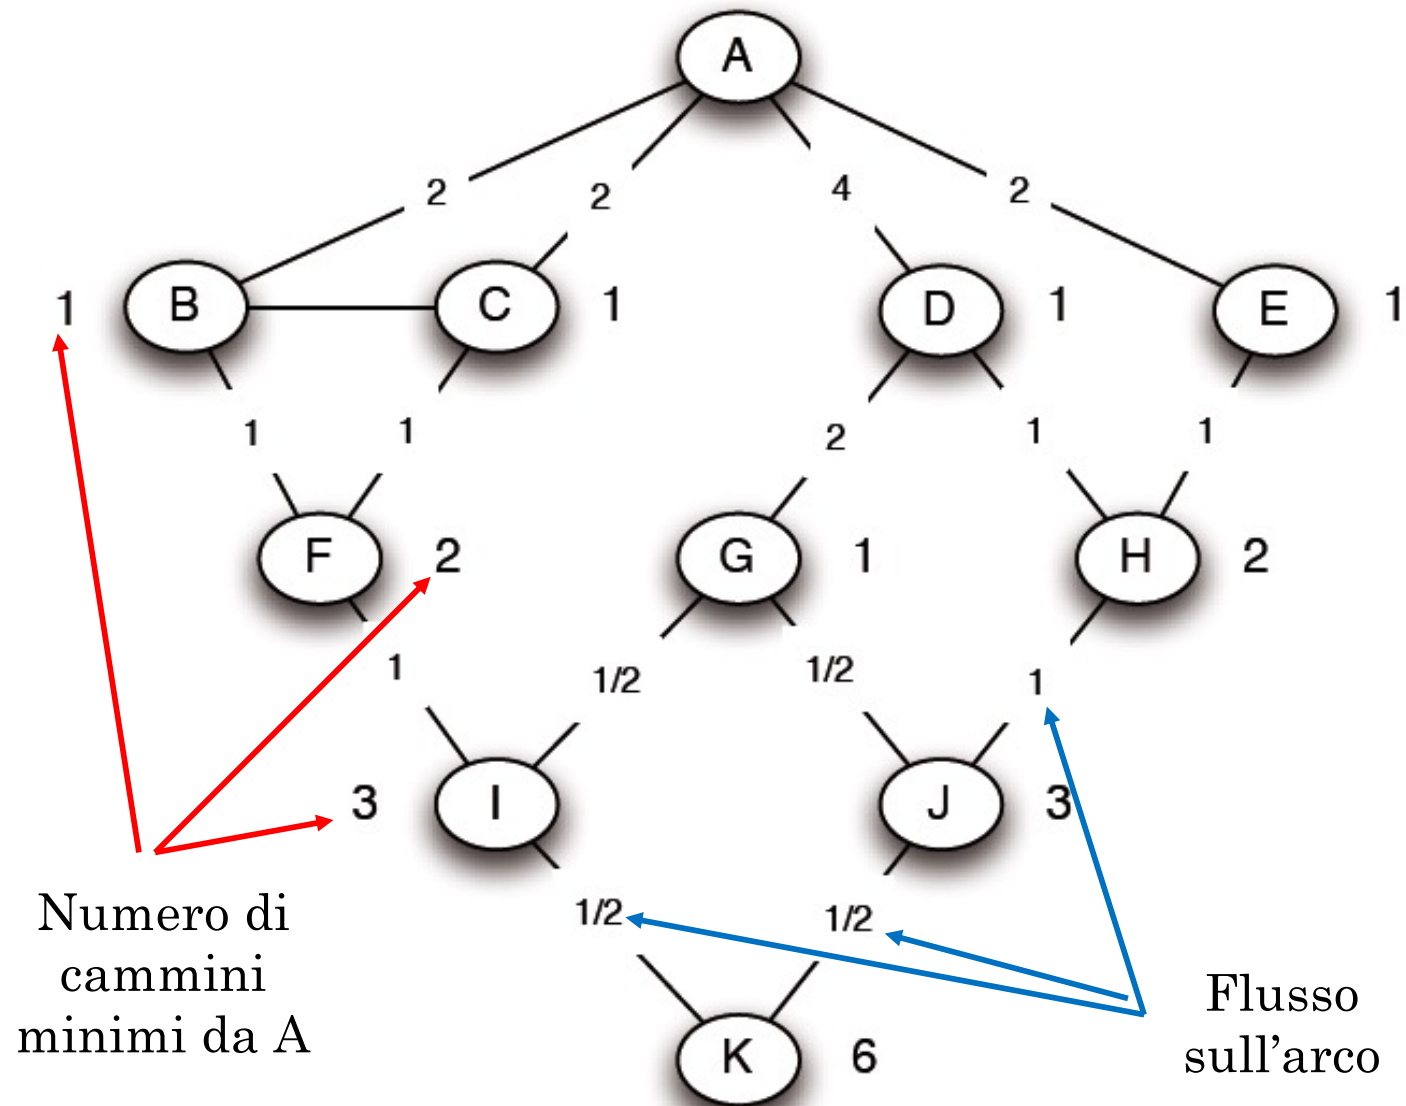 A
2 2 4 2
1 B C 1 D 1 E 1
1 1 2 1 1
F 2 G 1 H 2
1 1/2 1/2 1
3 I J 3
1/2 1/2
K 6
Numero di
cammini
minimi da A
Flusso
sull’arco